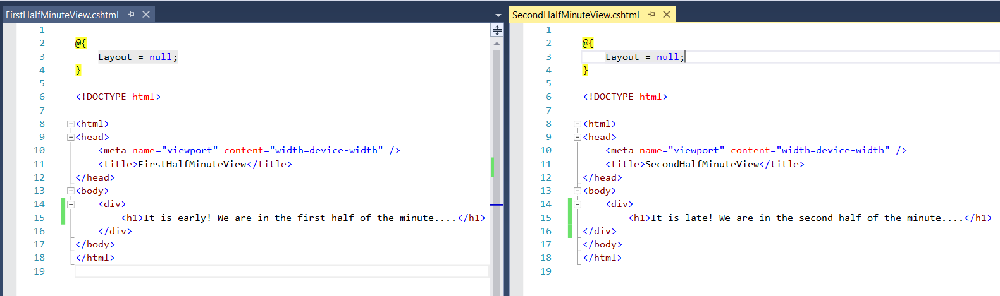 FirstHalfMinuteView.cshtml
1
2 @{
3     Layout = null;
4 }
5
6 <!DOCTYPE html>
7
8 <html>
9 <head>
10     <meta name="viewport" content="width=device-width" />
11     <title>FirstHalfMinuteView</title>
12 </head>
13 <body>
14     <div>
15         <h1>It is early! We are in the first half of the minute....</h1>
16     </div>
17 </body>
18 </html>
19
SecondHalfMinuteView.cshtml
1
2 @{
3     Layout = null;
4 }
5
6 <!DOCTYPE html>
7
8 <html>
9 <head>
10     <meta name="viewport" content="width=device-width" />
11     <title>SecondHalfMinuteView</title>
12 </head>
13 <body>
14     <div>
15         <h1>It is late! We are in the second half of the minute....</h1>
16 </div>
17 </body>
18 </html>
19